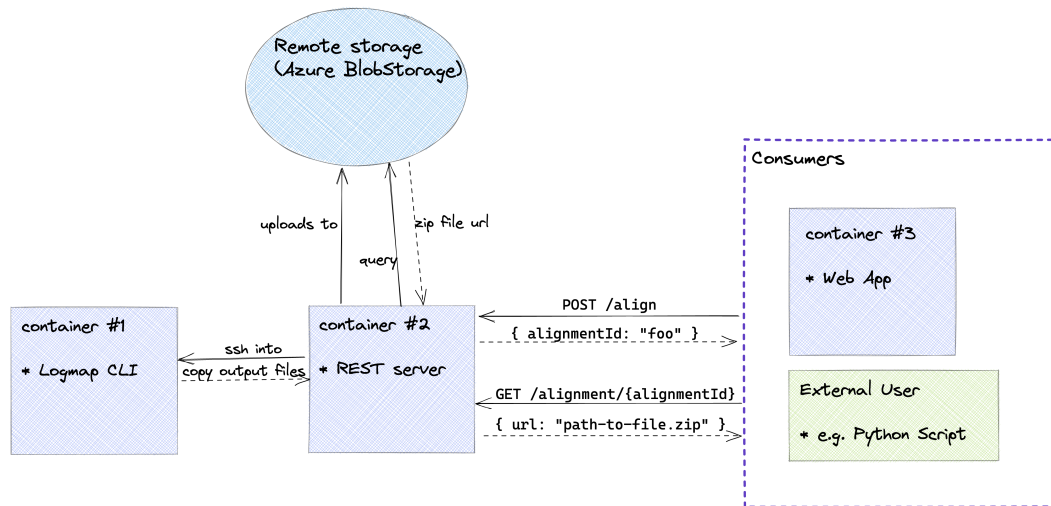 Remote storage
(Azure BlobStorage)
Consumers
uploads to
zip file url
query
container #3
* Web App
container #1
* Logmap CLI
ssh into
copy output files
container #2
* REST server
POST /align
{ alignmentId: "foo" }
GET /alignment/{alignmentId}
{ url: "path-to-file.zip" }
External User
* e.g. Python Script